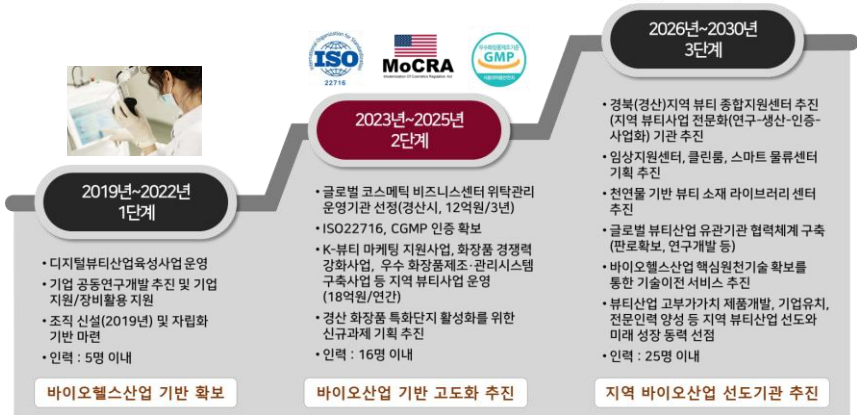 2019년~2022년
1단계
• 디지털뷰티산업육성사업 운영
• 기업 공동연구개발 추진 및 기업
지원/장비활용 지원
• 조직 신설(2019년) 및 자립화
기반 마련
• 인력 : 5명 이내
바이오헬스산업 기반 확보
ISO
22716
MoCRA
Modernization Of Cosmetics Regulation Act
우수화장품제조기준
GMP
식품의약품안전처
2023년~2025년
2단계
• 글로벌 코스메틱 비즈니스센터 위탁관리
운영기관 선정(경산시, 12억원/3년)
• ISO22716, CGMP 인증 확보
• K-뷰티 마케팅 지원사업, 화장품 경쟁력
강화사업, 우수 화장품제조·관리시스템
구축사업 등 지역 뷰티사업 운영
(18억원/연간)
• 경산 화장품 특화단지 활성화를 위한
신규과제 기획 추진
• 인력 : 16명 이내
바이오산업 기반 고도화 추진
2026년~2030년
3단계
• 경북(경산)지역 뷰티 종합지원센터 추진
(지역 뷰티사업 전문화(연구-생산-인증-
사업화) 기관 추진
• 임상지원센터, 클린룸, 스마트 물류센터
기획 추진
• 천연물 기반 뷰티 소재 라이브러리 센터
추진
• 글로벌 뷰티산업 유관기관 협력체계 구축
(판로확보, 연구개발 등)
• 바이오헬스산업 핵심원천기술 확보를
통한 기술이전 서비스 추진
• 뷰티산업 고부가가치 제품개발, 기업유치,
전문인력 양성 등 지역 뷰티산업 선도와
미래 성장 동력 선점
• 인력 : 25명 이내
지역 바이오산업 선도기관 추진